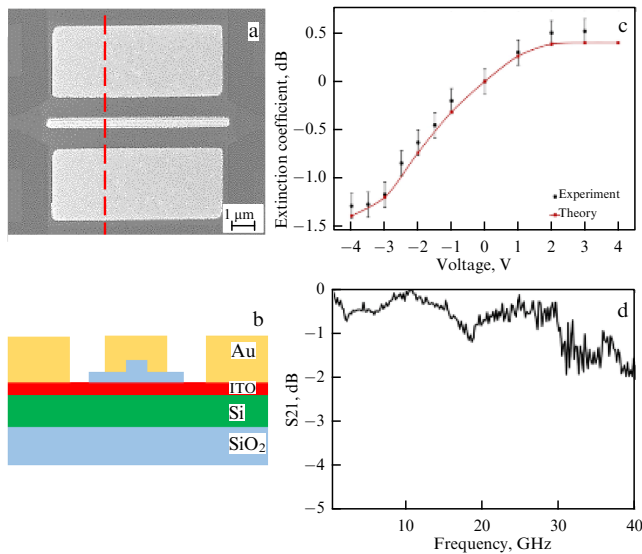 a
1 µm
b
Au
ITO
Si
SiO2
c
Extinction coefficient, dB
0.5
0
−0.5
−1.0
−1.5
Experiment
Theory
−4 −3 −2 −1 0 1 2 3 4
Voltage, V
d
S21, dB
0
−1
−2
−3
−4
−5
10 20 30 40
Frequency, GHz